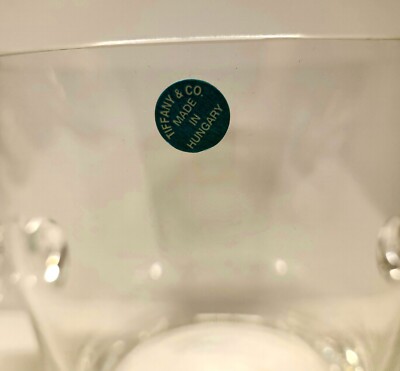 TIFFANY & CO.
MADE
IN
HUNGARY